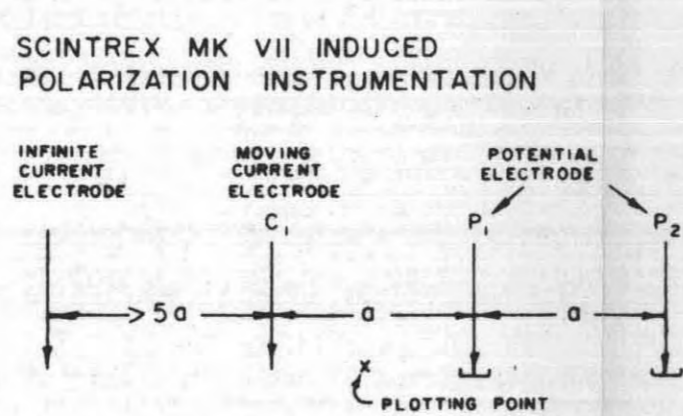 SCINTREX MK VII INDUCED
POLARIZATION INSTRUMENTATION
INFINITE
CURRENT
ELECTRODE
MOVING
CURRENT
ELECTRODE
POTENTIAL
ELECTRODE
C₁
P₁
P₂
> 5a
a
a
x
PLOTTING POINT